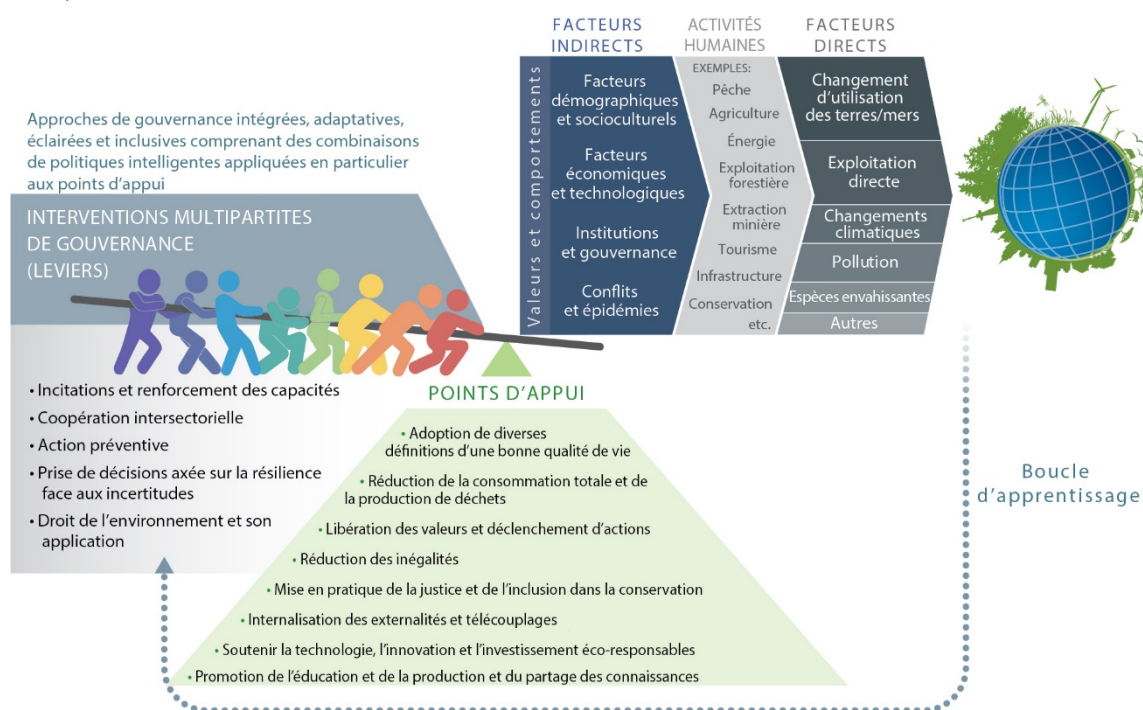 Approches de gouvernance intégrées, adaptatives,
éclairées et inclusives comprenant des combinaisons
de politiques intelligentes appliquées en particulier
aux points d'appui
INTERVENTIONS MULTIPARTITES
DE GOUVERNANCE
(LEVIERS)
• Incitations et renforcement des capacités
• Coopération intersectorielle
• Action préventive
• Prise de décisions axée sur la résilience
face aux incertitudes
• Droit de l'environnement et son
application
POINTS D'APPUI
• Adoption de diverses
définitions d'une bonne qualité de vie
• Réduction de la consommation totale et de
la production de déchets
• Libération des valeurs et déclenchement d'actions
• Réduction des inégalités
• Mise en pratique de la justice et de l'inclusion dans la conservation
• Internalisation des externalités et télécouplages
• Soutenir la technologie, l'innovation et l'investissement éco-responsables
• Promotion de l'éducation et de la production et du partage des connaissances
FACTEURS
INDIRECTS
Valeurs et comportements
Facteurs
démographiques
et socioculturels
Facteurs
économiques
et technologiques
Institutions
et gouvernance
Conflits
et épidémies
ACTIVITÉS
HUMAINES
EXEMPLES:
Pêche
Agriculture
Énergie
Exploitation
forestière
Extraction
minière
Tourisme
Infrastructure
Conservation
etc.
FACTEURS
DIRECTS
Changement
d'utilisation
des terres/mers
Exploitation
directe
Changements
climatiques
Pollution
Espèces envahissantes
Autres
Boucle
d'apprentissage